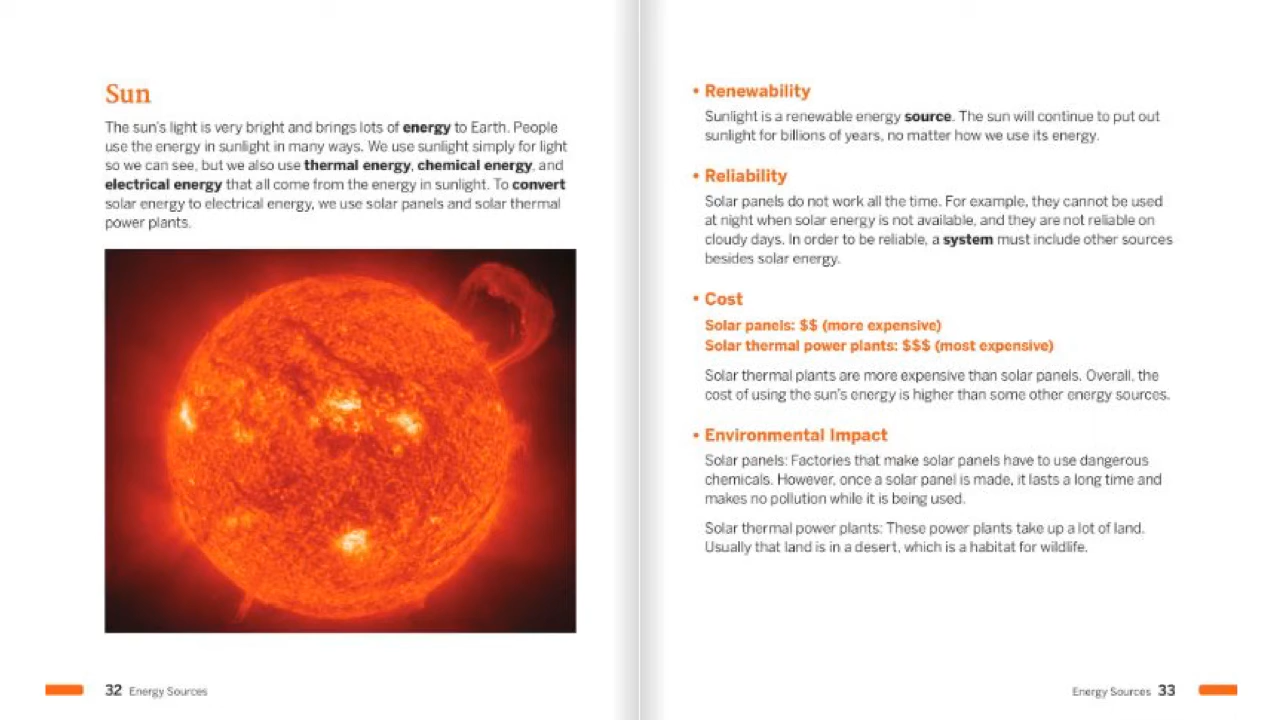 Sun
The sun's light is very bright and brings lots of energy to Earth. People
use the energy in sunlight in many ways. We use sunlight simply for light
so we can see, but we also use thermal energy, chemical energy, and
electrical energy that all come from the energy in sunlight. To convert
solar energy to electrical energy, we use solar panels and solar thermal
power plants.
32 Energy Sources
• Renewability
Sunlight is a renewable energy source. The sun will continue to put out
sunlight for billions of years, no matter how we use its energy.
• Reliability
Solar panels do not work all the time. For example, they cannot be used
at night when solar energy is not available, and they are not reliable on
cloudy days. In order to be reliable, a system must include other sources
besides solar energy.
• Cost
Solar panels: $$ (more expensive)
Solar thermal power plants: $$$ (most expensive)
Solar thermal plants are more expensive than solar panels. Overall, the
cost of using the sun's energy is higher than some other energy sources.
• Environmental Impact
Solar panels: Factories that make solar panels have to use dangerous
chemicals. However, once a solar panel is made, it lasts a long time and
makes no pollution while it is being used.
Solar thermal power plants: These power plants take up a lot of land.
Usually that land is in a desert, which is a habitat for wildlife.
Energy Sources 33